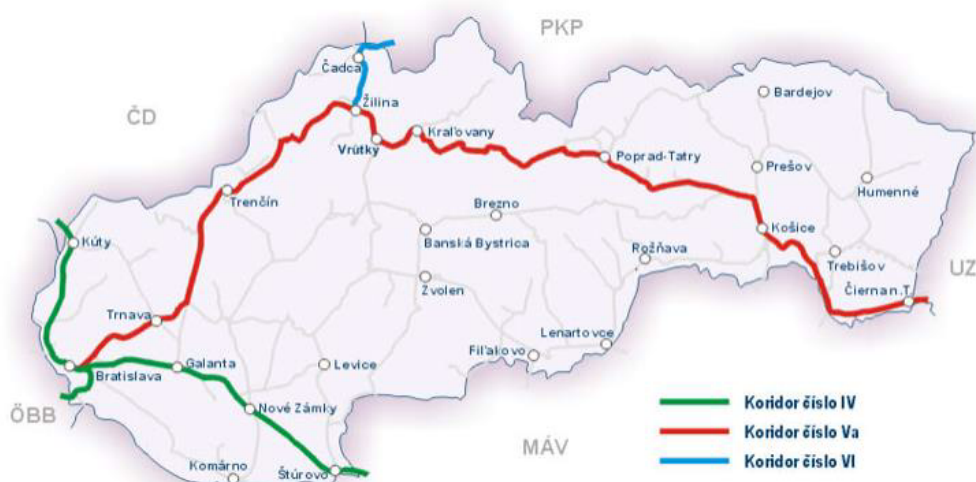 PKP
Čadca
Bardejov
ČD
Žilina
Vrútky
Kraľovany
Poprad-Tatry
Prešov
Humenné
Trenčín
Brezno
Banská Bystrica
Košice
Kúty
Rožňava
Trebišov
UZ
Zvolen
Čierna n.T.
Trnava
Lenartovce
Fiľakovo
Bratislava
Galanta
Levice
ÖBB
Nové Zámky
MÁV
Komárno
Štúrovo
Koridor číslo IV
Koridor číslo Va
Koridor číslo VI